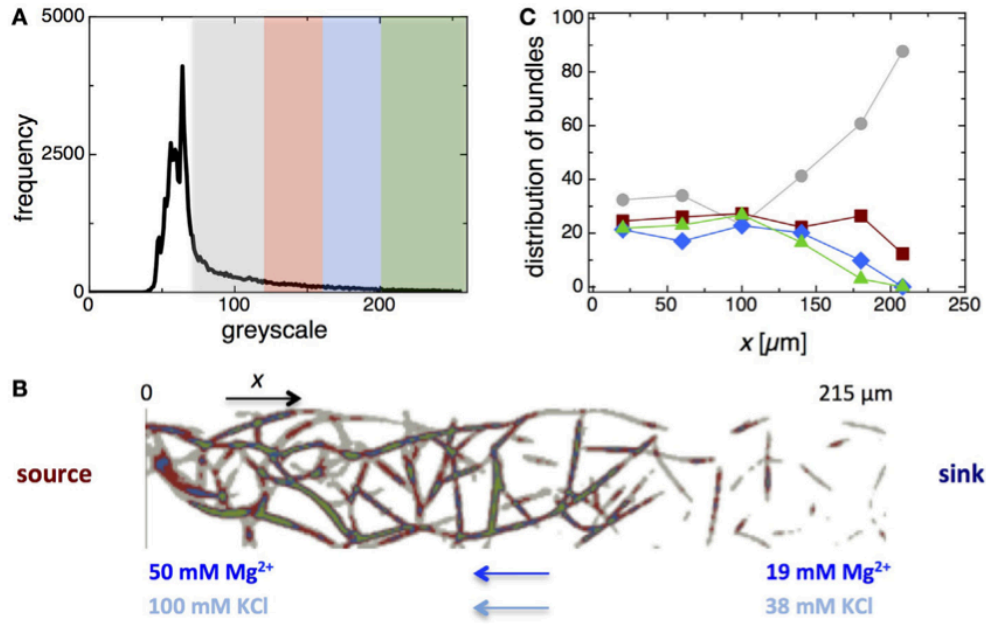 A
5000
2500
0
frequency
0
100
200
greyscale
C
100
80
60
40
20
0
distribution of bundles
0
50
100
150
200
250
x [µm]
B
0
x
215 µm
source
sink
50 mM Mg²⁺
19 mM Mg²⁺
100 mM KCl
38 mM KCl